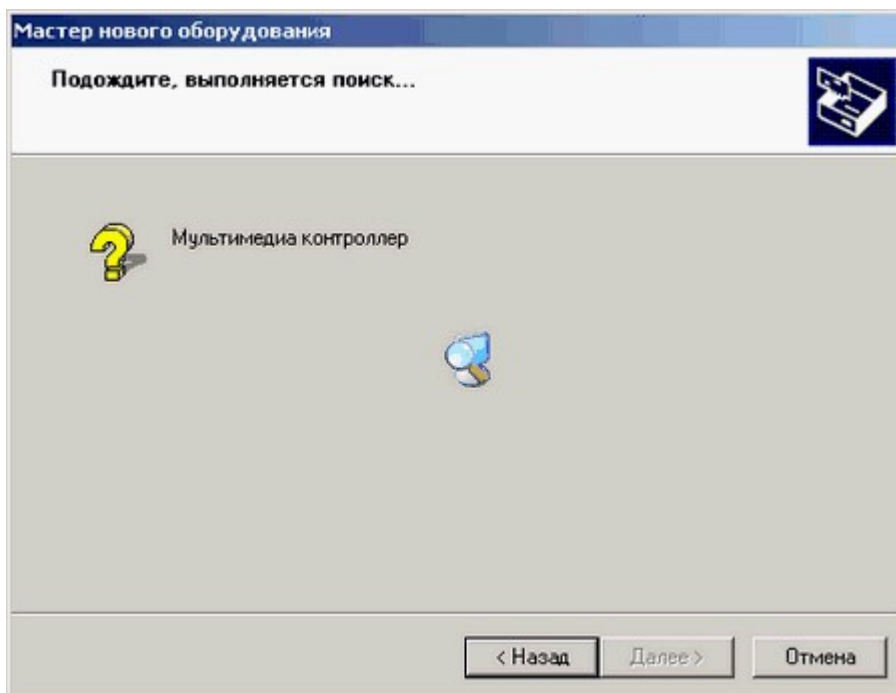 Мастер нового оборудования
Подождите, выполняется поиск...
Мультимедиа контроллер
< Назад
Далее >
Отмена